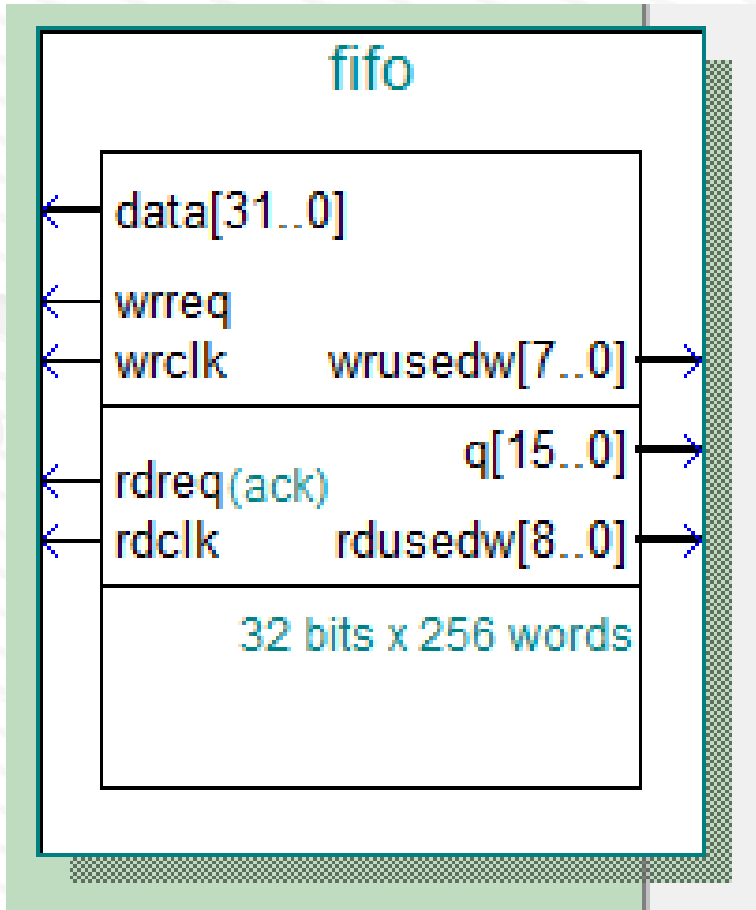 fifo
data[31..0]
wrreq
wrclk wrusedw[7..0]
q[15..0]
rdreq(ack)
rdclk rdusedw[8..0]
32 bits x 256 words